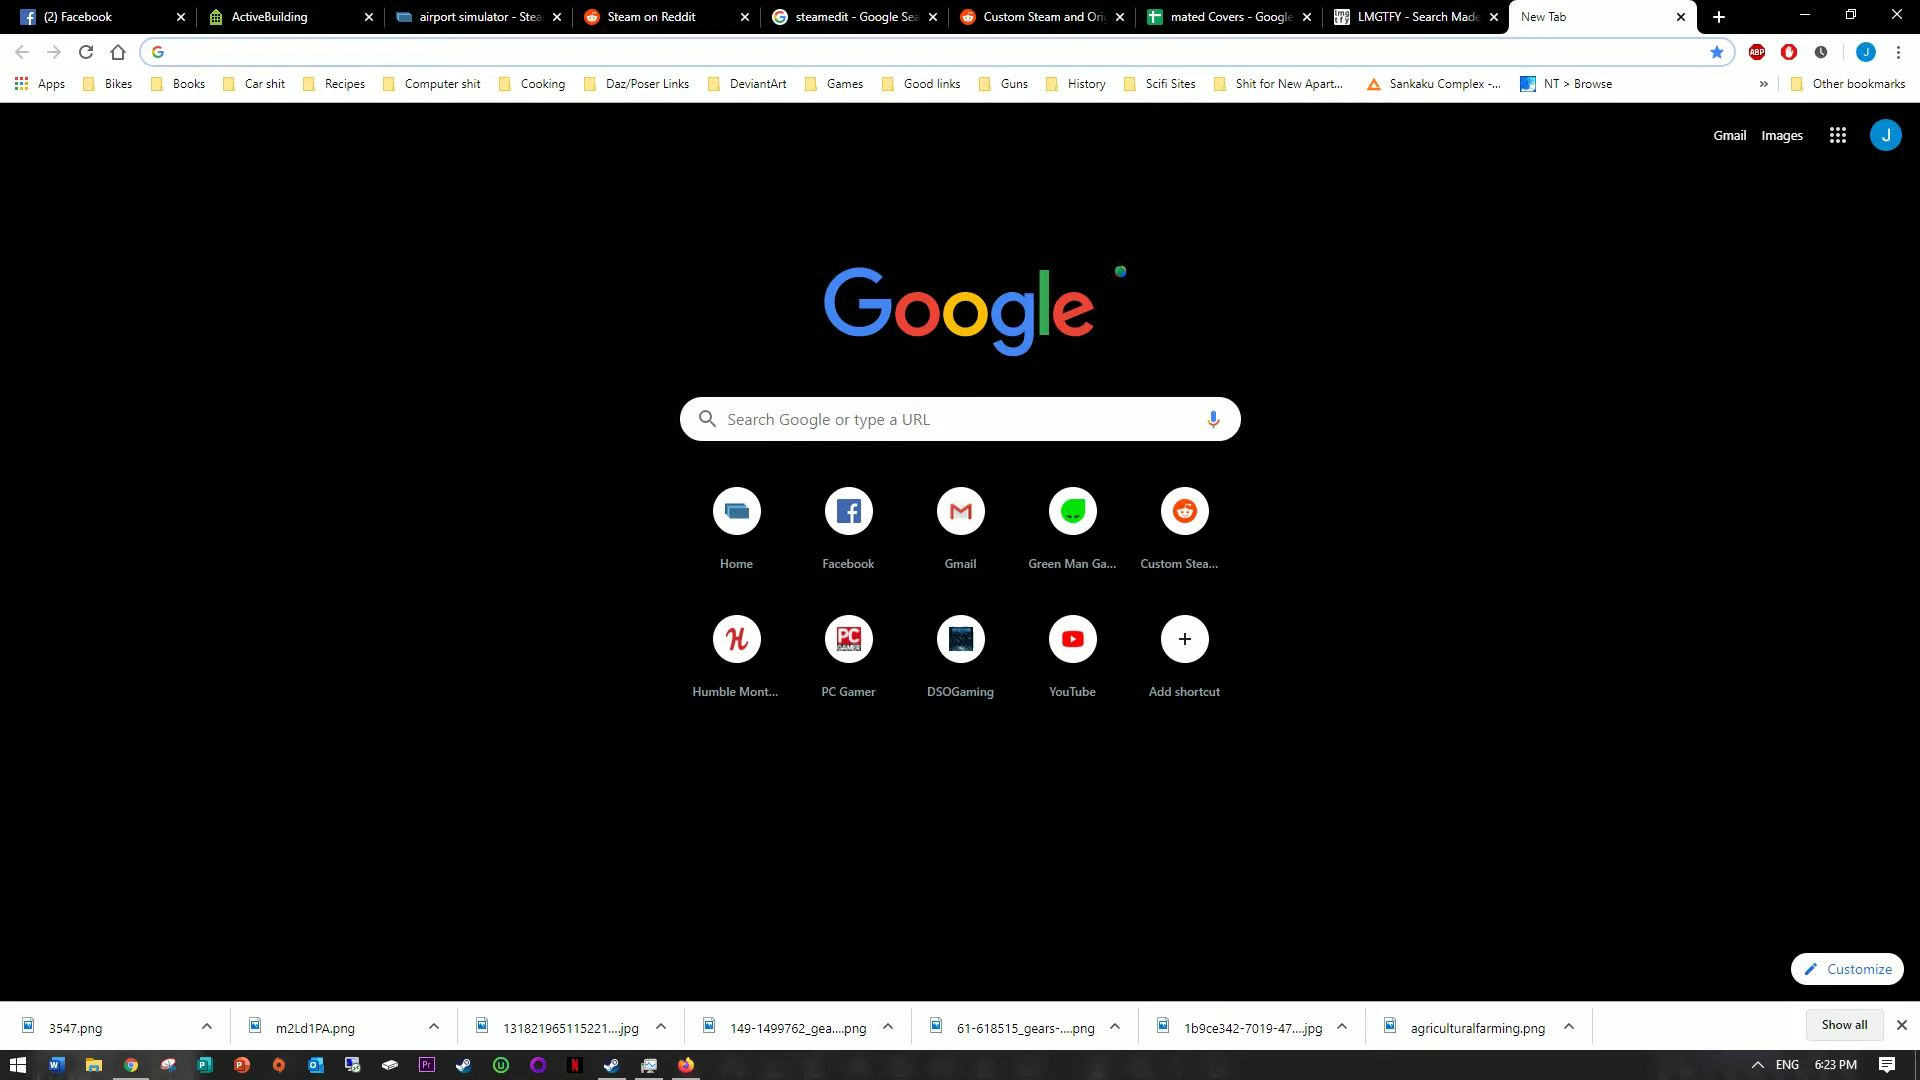 (2) Facebook
ActiveBuilding
airport simulator - Stea
Steam on Reddit
steamedit - Google Sea
Custom Steam and Ori
mated Covers - Google
LMGTFY - Search Made
New Tab
ABP
J
Apps
Bikes
Books
Car shit
Recipes
Computer shit
Cooking
Daz/Poser Links
DeviantArt
Games
Good links
Guns
History
Scifi Sites
Shit for New Apart...
Sankaku Complex -...
NT > Browse
»
Other bookmarks
Gmail
Images
J
Google
Search Google or type a URL
Home
Facebook
Gmail
Green Man Ga...
Custom Stea...
Humble Mont...
PC Gamer
DSOGaming
YouTube
Add shortcut
Customize
3547.png
m2Ld1PA.png
131821965115221....jpg
149-1499762_gea....png
61-618515_gears-....png
1b9ce342-7019-47....jpg
agriculturalfarming.png
Show all
ENG
6:23 PM